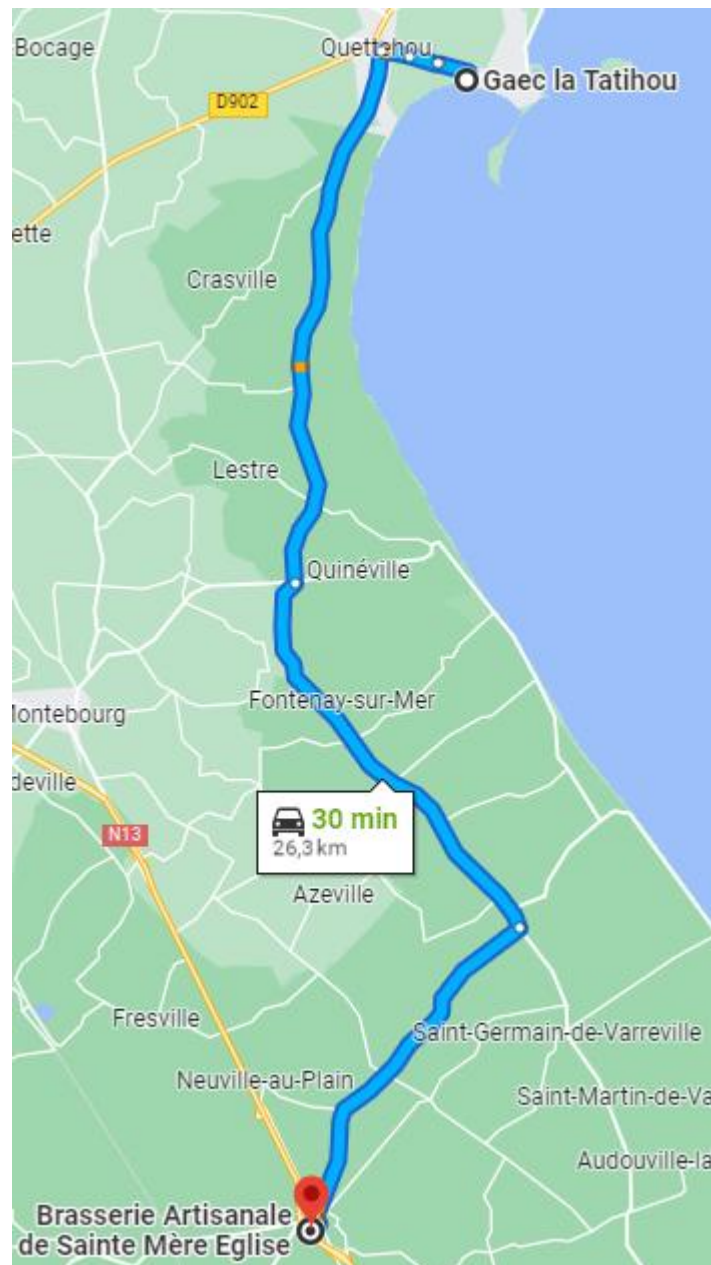 Bocage
Quettehou
Gaec la Tatihou
D902
ette
Crasville
Lestre
Quinéville
Fontenay-sur-Mer
Montebourg
deville
30 min
N13
26,3 km
Azeville
Fresville
Saint-Germain-de-Varreville
Neuville-au-Plain
Saint-Martin-de-Va
Audouville-la
Brasserie Artisanale
de Sainte Mère Eglise